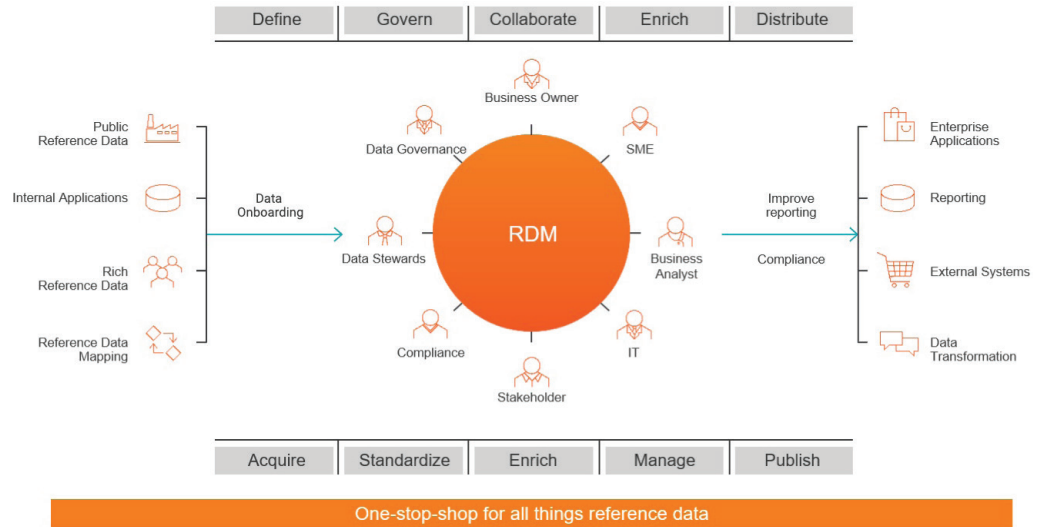 Define
Govern
Collaborate
Enrich
Distribute
Public
Reference Data
Internal Applications
Rich
Reference Data
Reference Data
Mapping
Data
Onboarding
Business Owner
Data Governance
SME
Data Stewards
RDM
Business
Analyst
Compliance
IT
Stakeholder
Improve
reporting
Compliance
Enterprise
Applications
Reporting
External Systems
Data
Transformation
Acquire
Standardize
Enrich
Manage
Publish
One-stop-shop for all things reference data